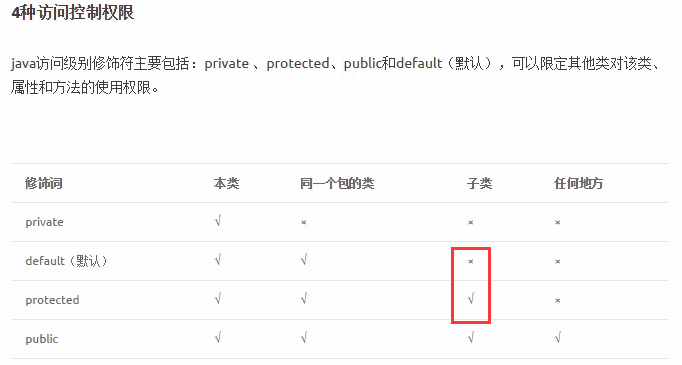 4种访问控制权限
java访问级别修饰符主要包括：private 、protected、public和default（默认），可以限定其他类对该类、
属性和方法的使用权限。
修饰词 本类 同一个包的类 子类 任何地方
private √ × × ×
default（默认） √ √ × ×
protected √ √ √ ×
public √ √ √ √